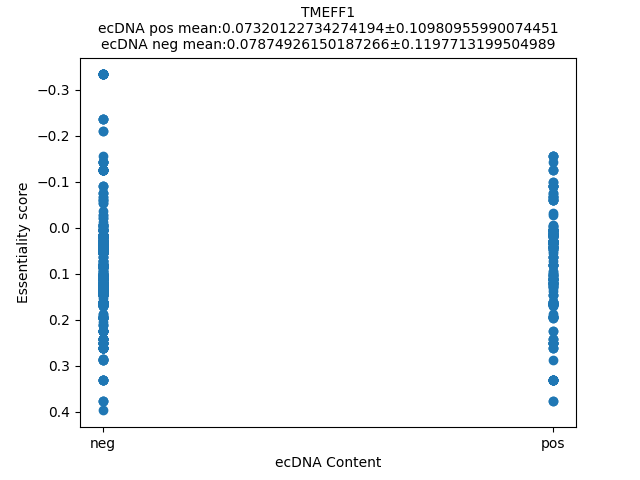 TMEFF1
ecDNA pos mean:0.07320122734274194±0.10980955990074451
ecDNA neg mean:0.07874926150187266±0.1197713199504989
Essentiality score
−0.3
−0.2
−0.1
0.0
0.1
0.2
0.3
0.4
neg
pos
ecDNA Content